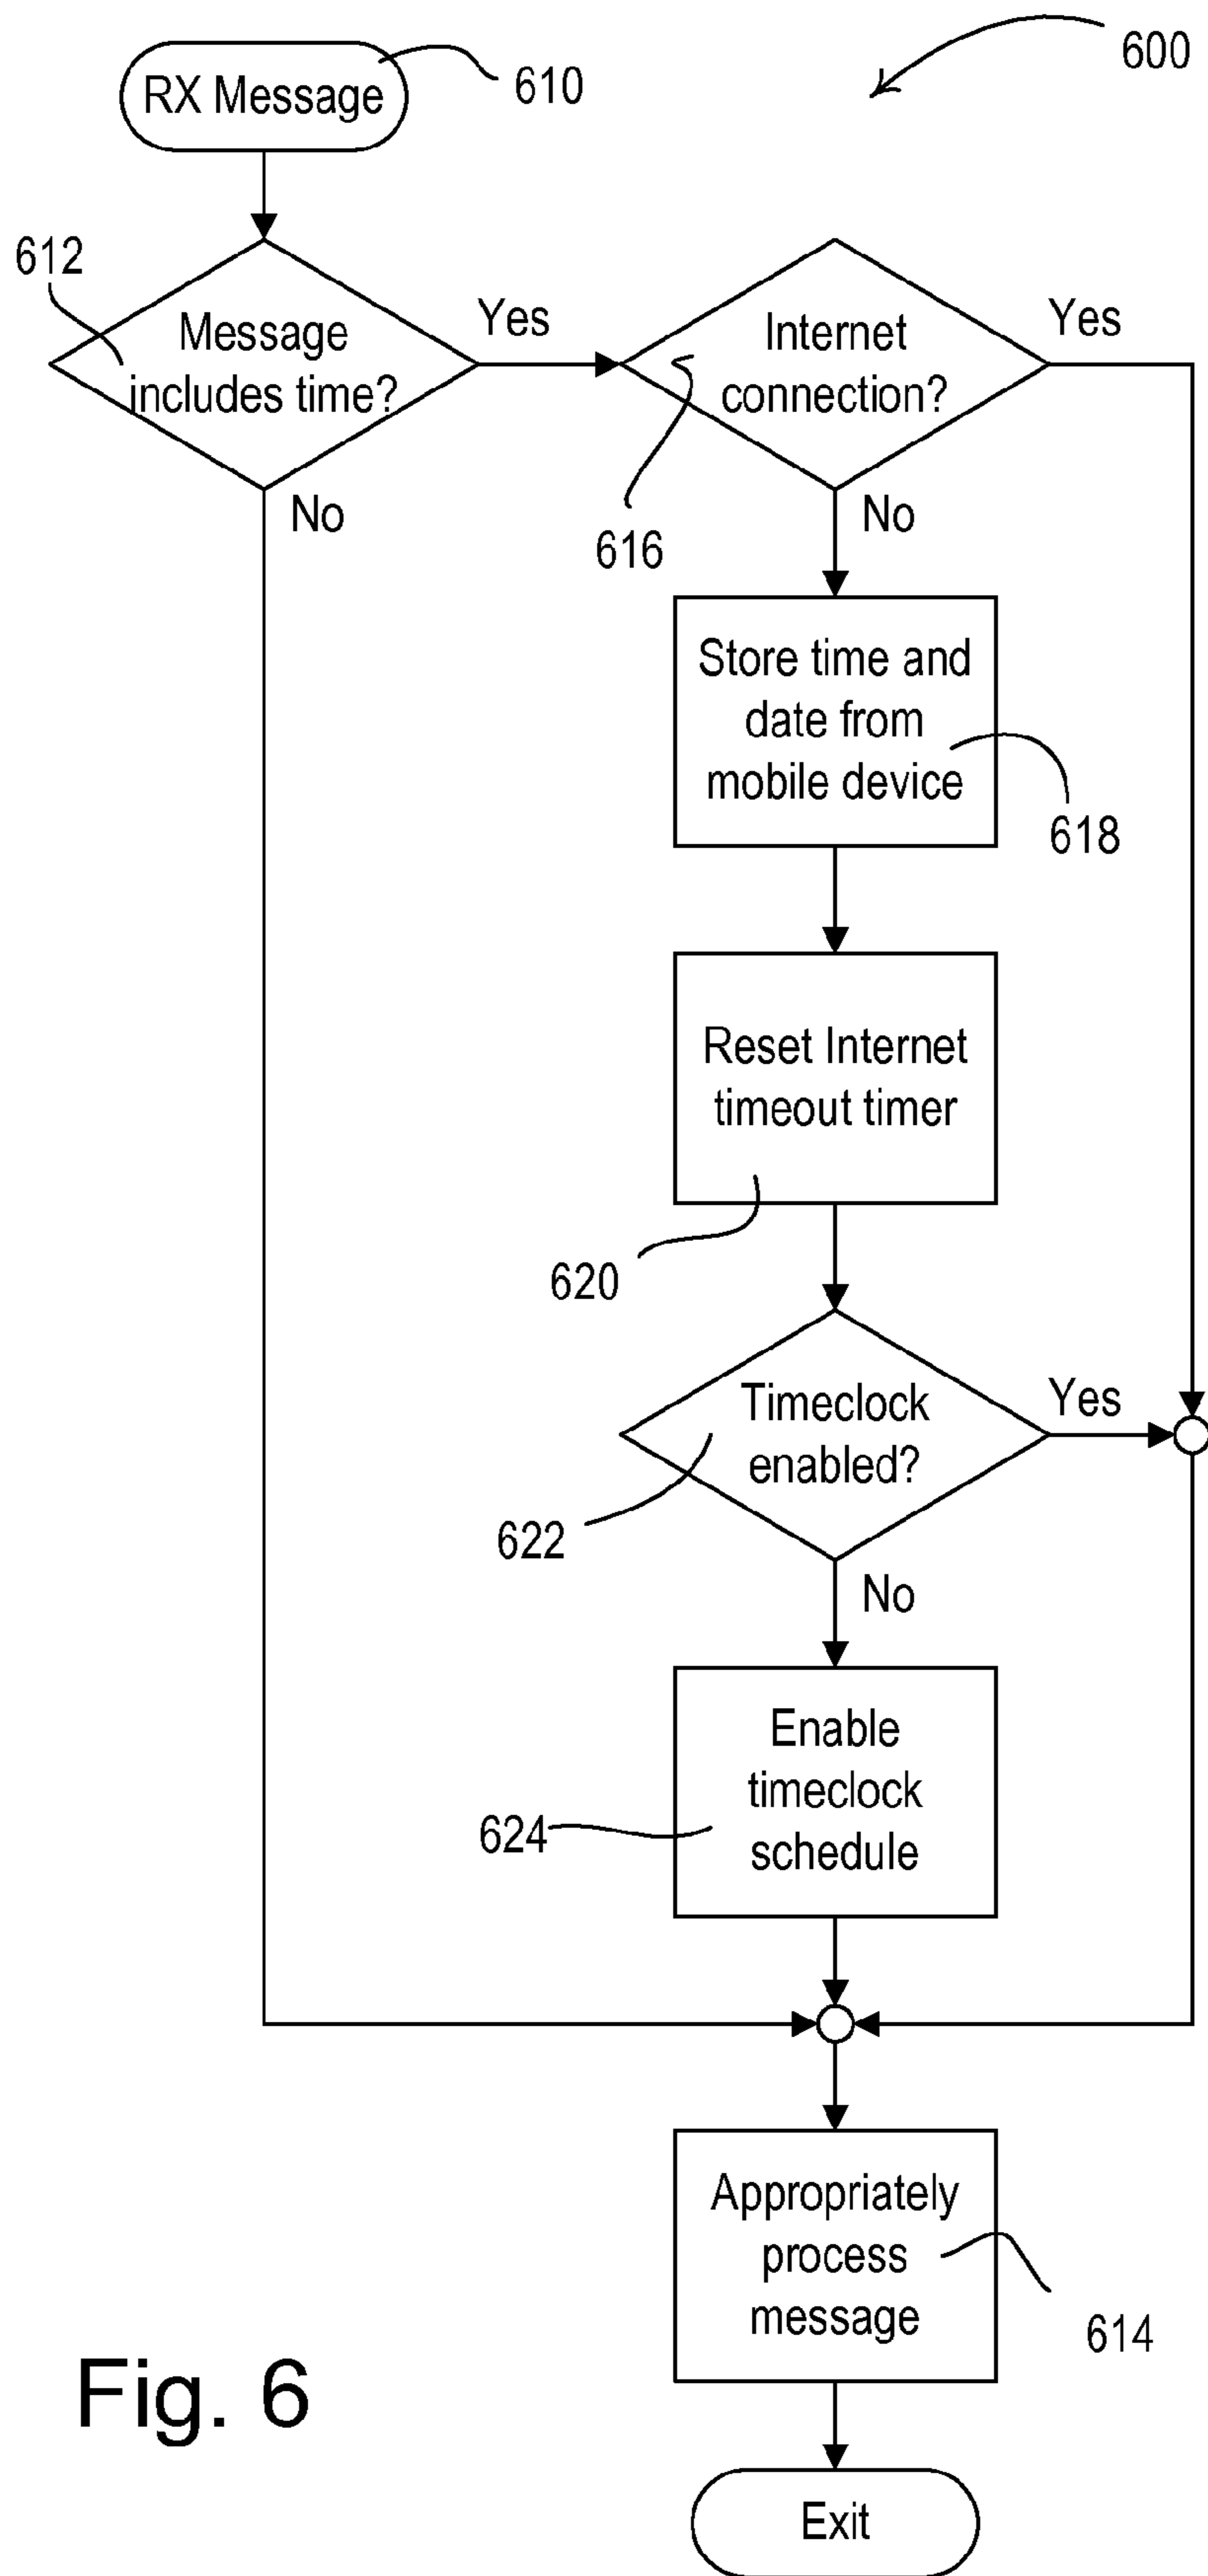 600
RX Message
610
612
Message
includes time?
Yes
No
Internet
connection?
Yes
616
No
Store time and
date from
mobile device
618
Reset Internet
timeout timer
620
Timeclock
enabled?
Yes
622
No
Enable
timeclock
schedule
624
Appropriately
process
message
614
Exit
Fig. 6